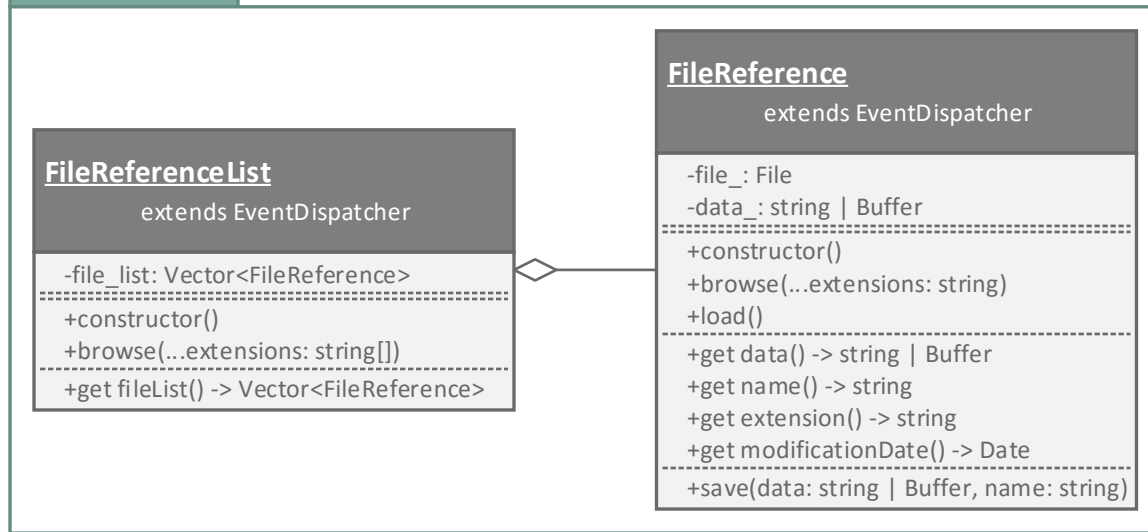 FileReferenceList
extends EventDispatcher
-file_list: Vector<FileReference>
+constructor()
+browse(...extensions: string[])
+get fileList() -> Vector<FileReference>
FileReference
extends EventDispatcher
-file_: File
-data_: string | Buffer
+constructor()
+browse(...extensions: string)
+load()
+get data() -> string | Buffer
+get name() -> string
+get extension() -> string
+get modificationDate() -> Date
+save(data: string | Buffer, name: string)